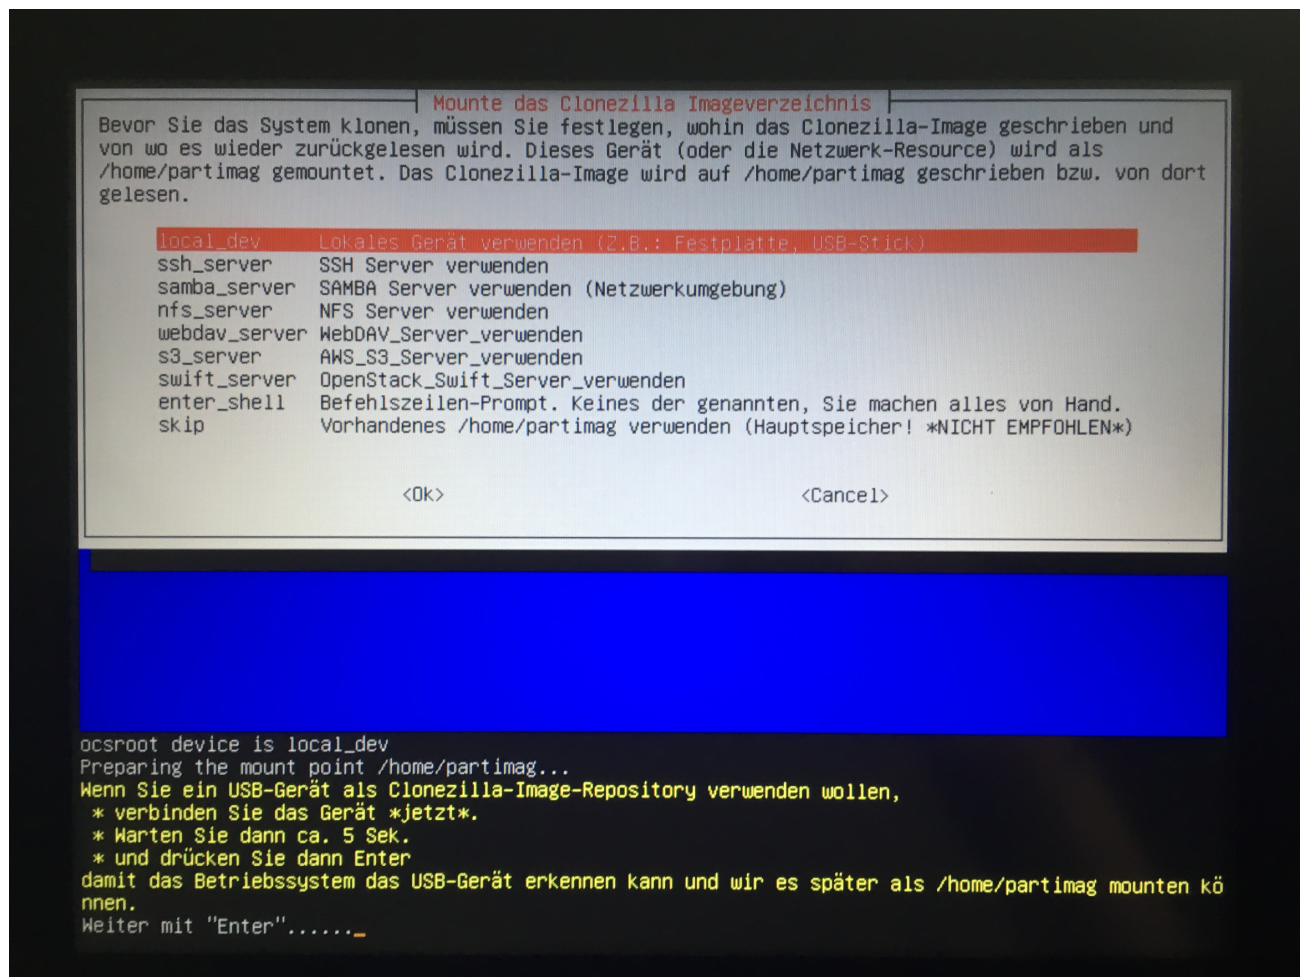 Mounte das Clonezilla Imageverzeichnis
Bevor Sie das System klonen, müssen Sie festlegen, wohin das Clonezilla-Image geschrieben und
von wo es wieder zurückgelesen wird. Dieses Gerät (oder die Netzwerk-Resource) wird als
/home/partimag gemountet. Das Clonezilla-Image wird auf /home/partimag geschrieben bzw. von dort
gelesen.
local_dev Lokales Gerät verwenden (Z.B.: Festplatte, USB-Stick)
ssh_server SSH Server verwenden
samba_server SAMBA Server verwenden (Netzwerkumgebung)
nfs_server NFS Server verwenden
webdav_server WebDAV_Server_verwenden
s3_server AWS_S3_Server_verwenden
swift_server OpenStack_Swift_Server_verwenden
enter_shell Befehlszeilen-Prompt. Keines der genannten, Sie machen alles von Hand.
skip Vorhandenes /home/partimag verwenden (Hauptspeicher! *NICHT EMPFOHLEN*)
<Ok> <Cancel>
ocsroot device is local_dev
Preparing the mount point /home/partimag...
Wenn Sie ein USB-Gerät als Clonezilla-Image-Repository verwenden wollen,
* verbinden Sie das Gerät *jetzt*.
* Warten Sie dann ca. 5 Sek.
* und drücken Sie dann Enter
damit das Betriebssystem das USB-Gerät erkennen kann und wir es später als /home/partimag mounten kö
nnen.
Weiter mit "Enter"......_